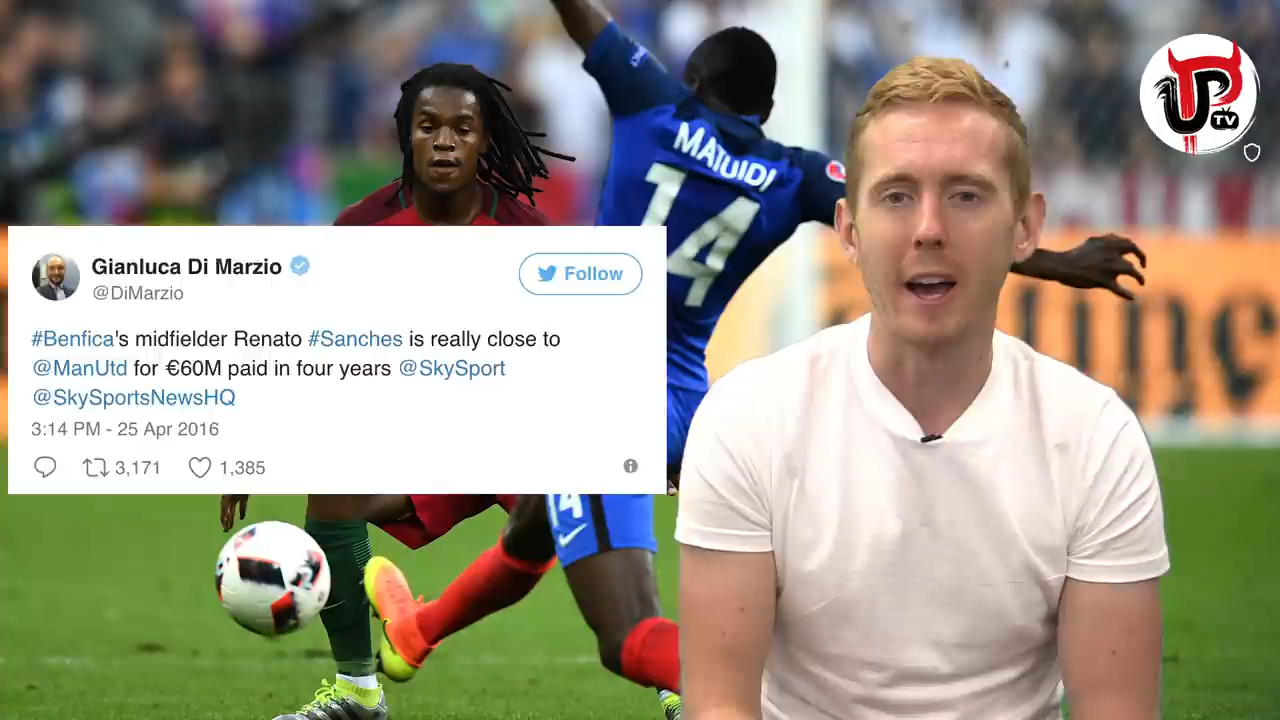 Gianluca Di Marzio
@DiMarzio
Follow
#Benfica's midfielder Renato #Sanches is really close to
@ManUtd for €60M paid in four years @SkySport
@SkySportsNewsHQ
3:14 PM - 25 Apr 2016
3,171
1,385
MATUIDI
14
14
UP
TV